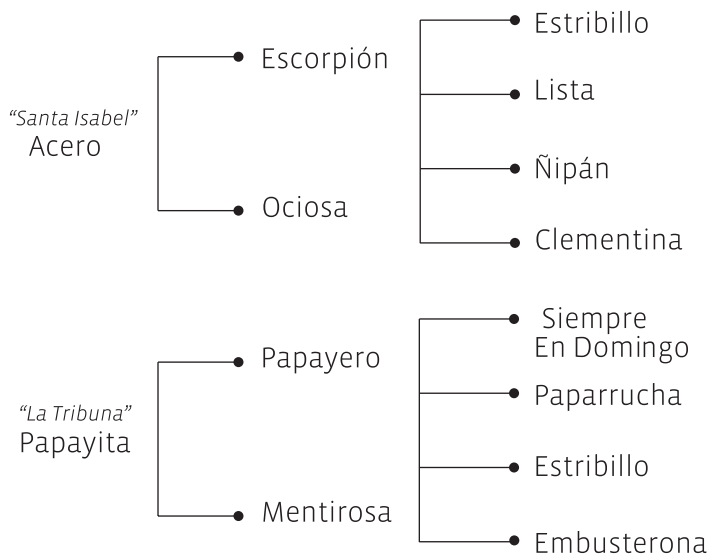 “Santa Isabel”
Acero
Escorpión
Ociosa
Estribillo
Lista
Ñipán
Clementina
“La Tribuna”
Papayita
Papayero
Mentirosa
Siempre
En Domingo
Paparrucha
Estribillo
Embusterona